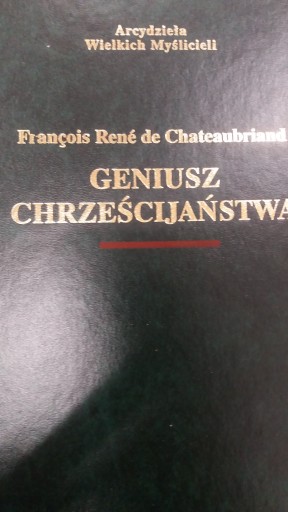 Arcydzieła
Wielkich Myślicieli
François René de Chateaubriand
GENIUSZ
CHRZEŚCIJAŃSTWA